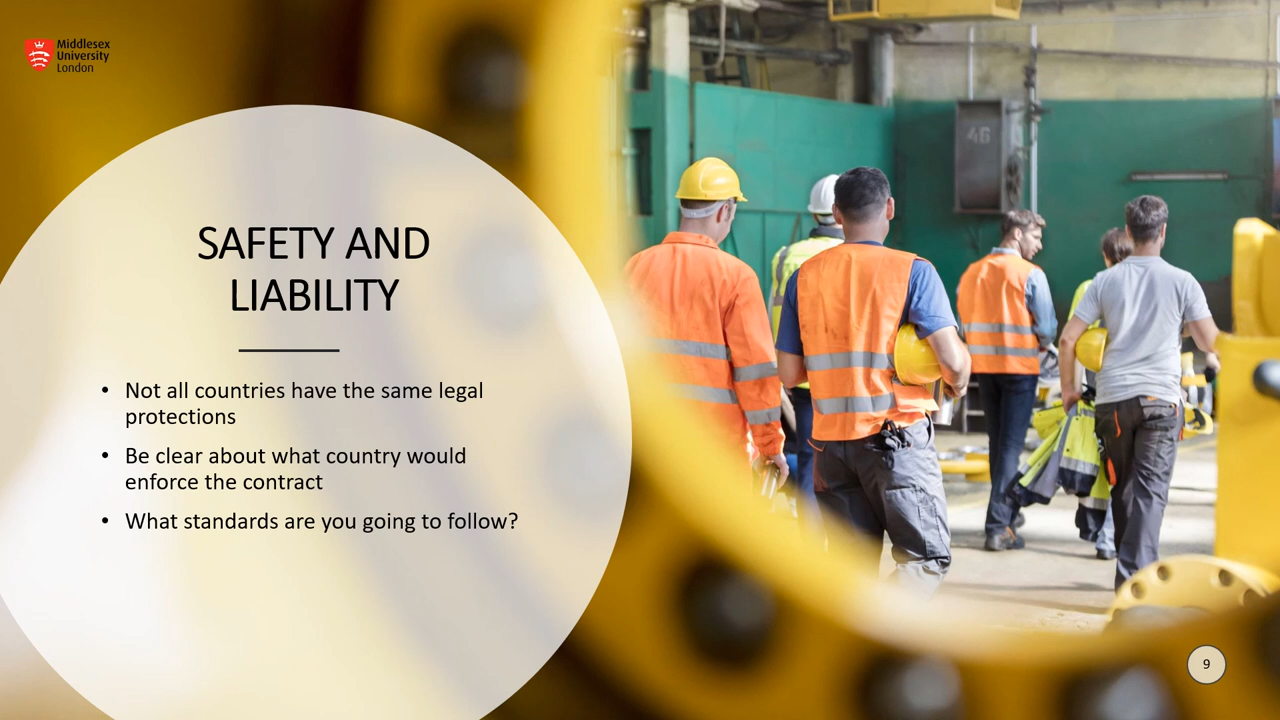 Middlesex
University
London
SAFETY AND
LIABILITY
• Not all countries have the same legal
protections
• Be clear about what country would
enforce the contract
• What standards are you going to follow?
46
9